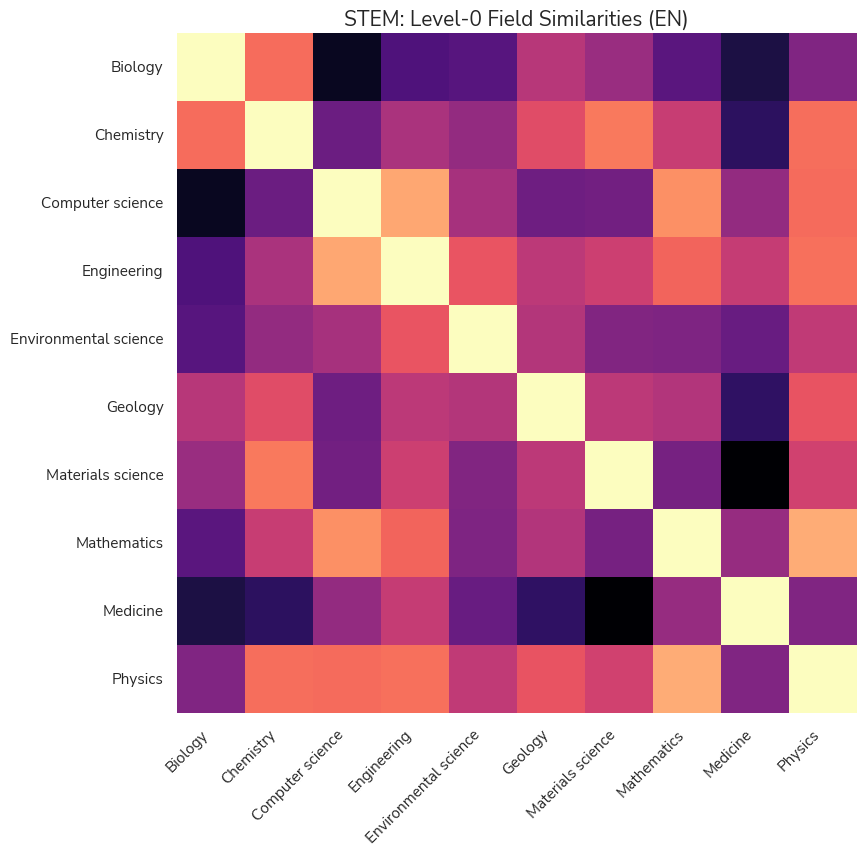 STEM: Level-0 Field Similarities (EN)
Biology
Chemistry
Computer science
Engineering
Environmental science
Geology
Materials science
Mathematics
Medicine
Physics
Biology
Chemistry
Computer science
Engineering
Environmental science
Geology
Materials science
Mathematics
Medicine
Physics